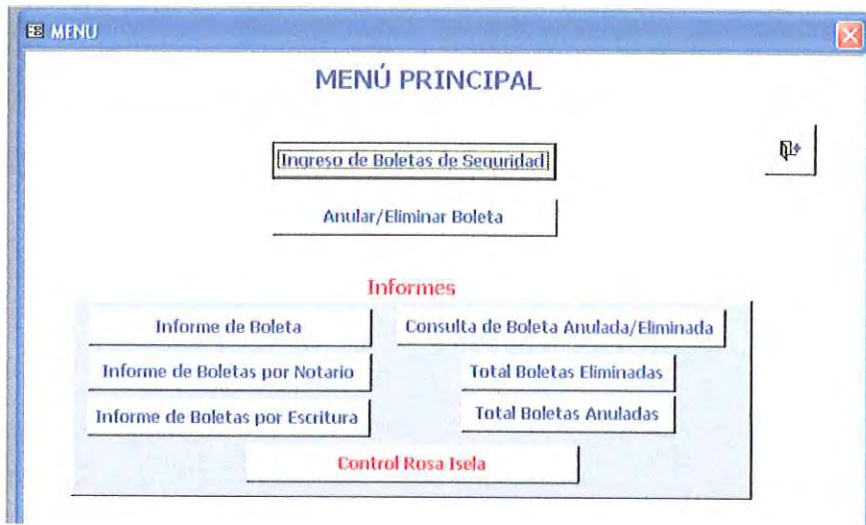 MENU
MENÚ PRINCIPAL
Ingreso de Boletas de Seguridad
Anular/Eliminar Boleta
Informes
Informe de Boleta
Consulta de Boleta Anulada/Eliminada
Informe de Boletas por Notario
Total Boletas Eliminadas
Informe de Boletas por Escritura
Total Boletas Anuladas
Control Rosa Isela